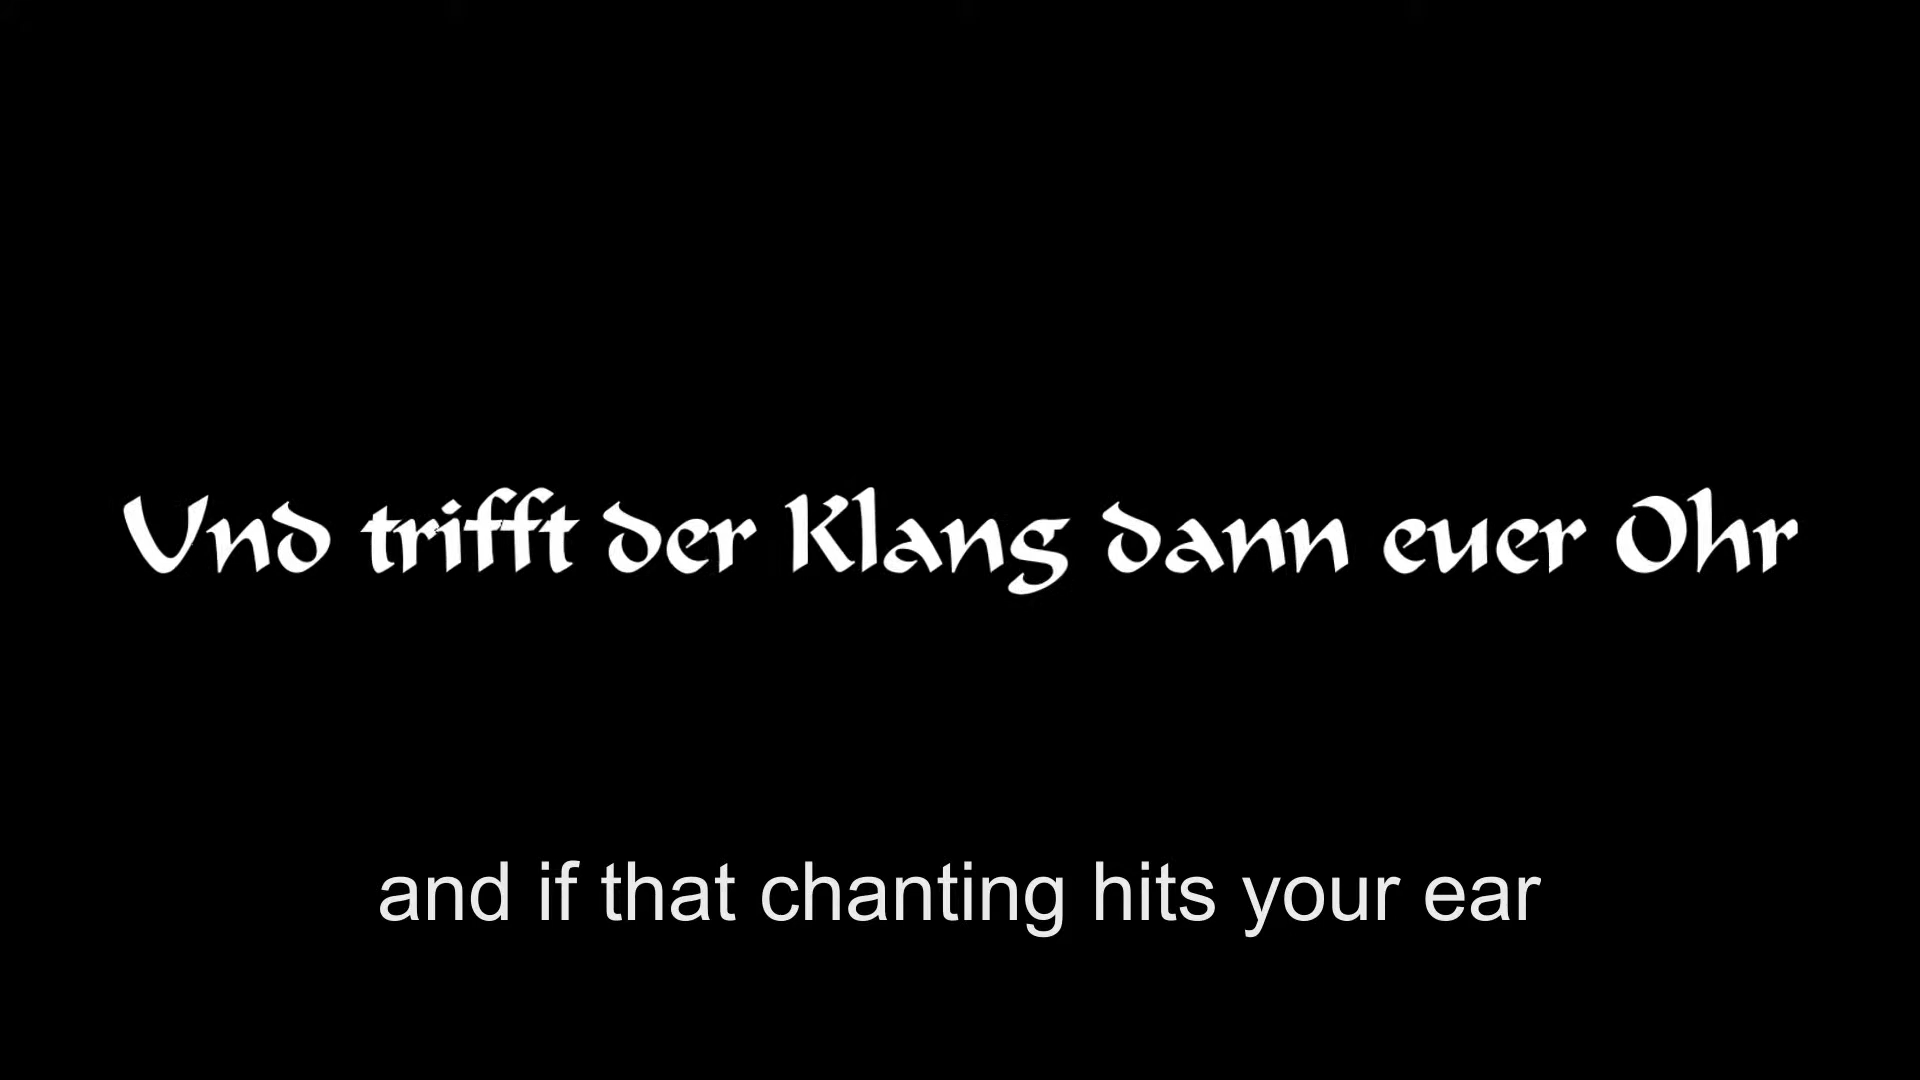 Und trifft der Klang dann euer Ohr
and if that chanting hits your ear